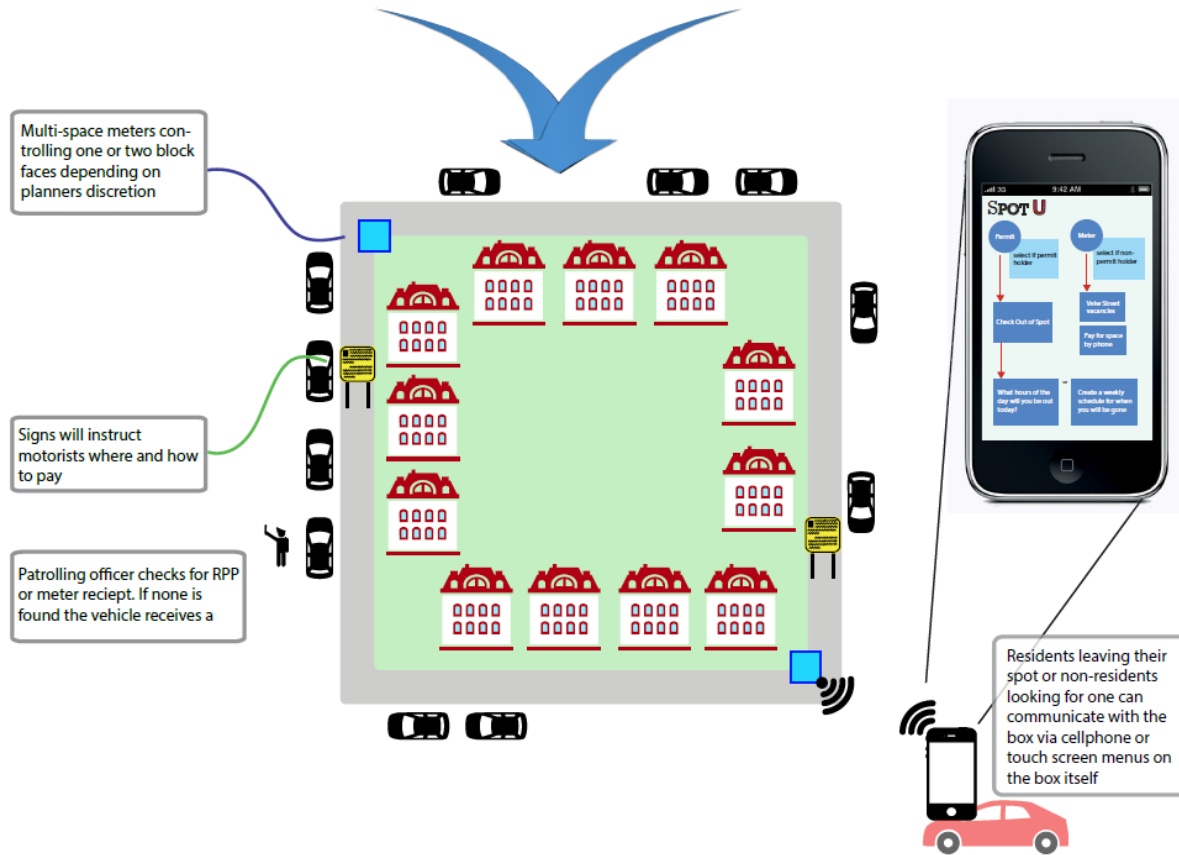 Multi-space meters con-
trolling one or two block
faces depending on
planners discretion
Signs will instruct
motorists where and how
to pay
Patrolling officer checks for RPP
or meter reciept. If none is
found the vehicle receives a
3G
9:42 AM
SPOT U
Permit
select if permit
holder
Meter
select if non-
permit holder
Check Out of Spot
Veiw Street
vacancies
Pay for space
by phone
What hours of the
day will you be out
today?
or
Create a weekly
schedule for when
you will be gone
Residents leaving their
spot or non-residents
looking for one can
communicate with the
box via cellphone or
touch screen menus on
the box itself